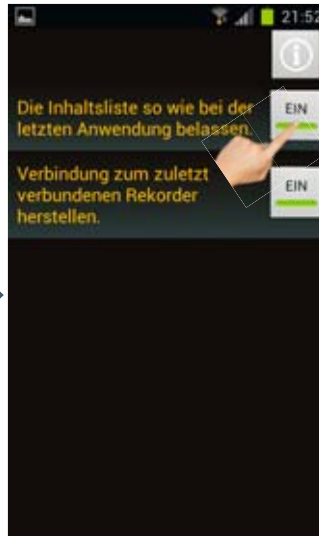 21:52
Die Inhaltsliste so wie bei der
letzten Anwendung belassen.
EIN
Verbindung zum zuletzt
verbundenen Rekorder
herstellen.
EIN